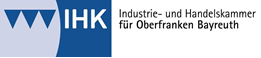 IHK
Industrie- und Handelskammer
für Oberfranken Bayreuth